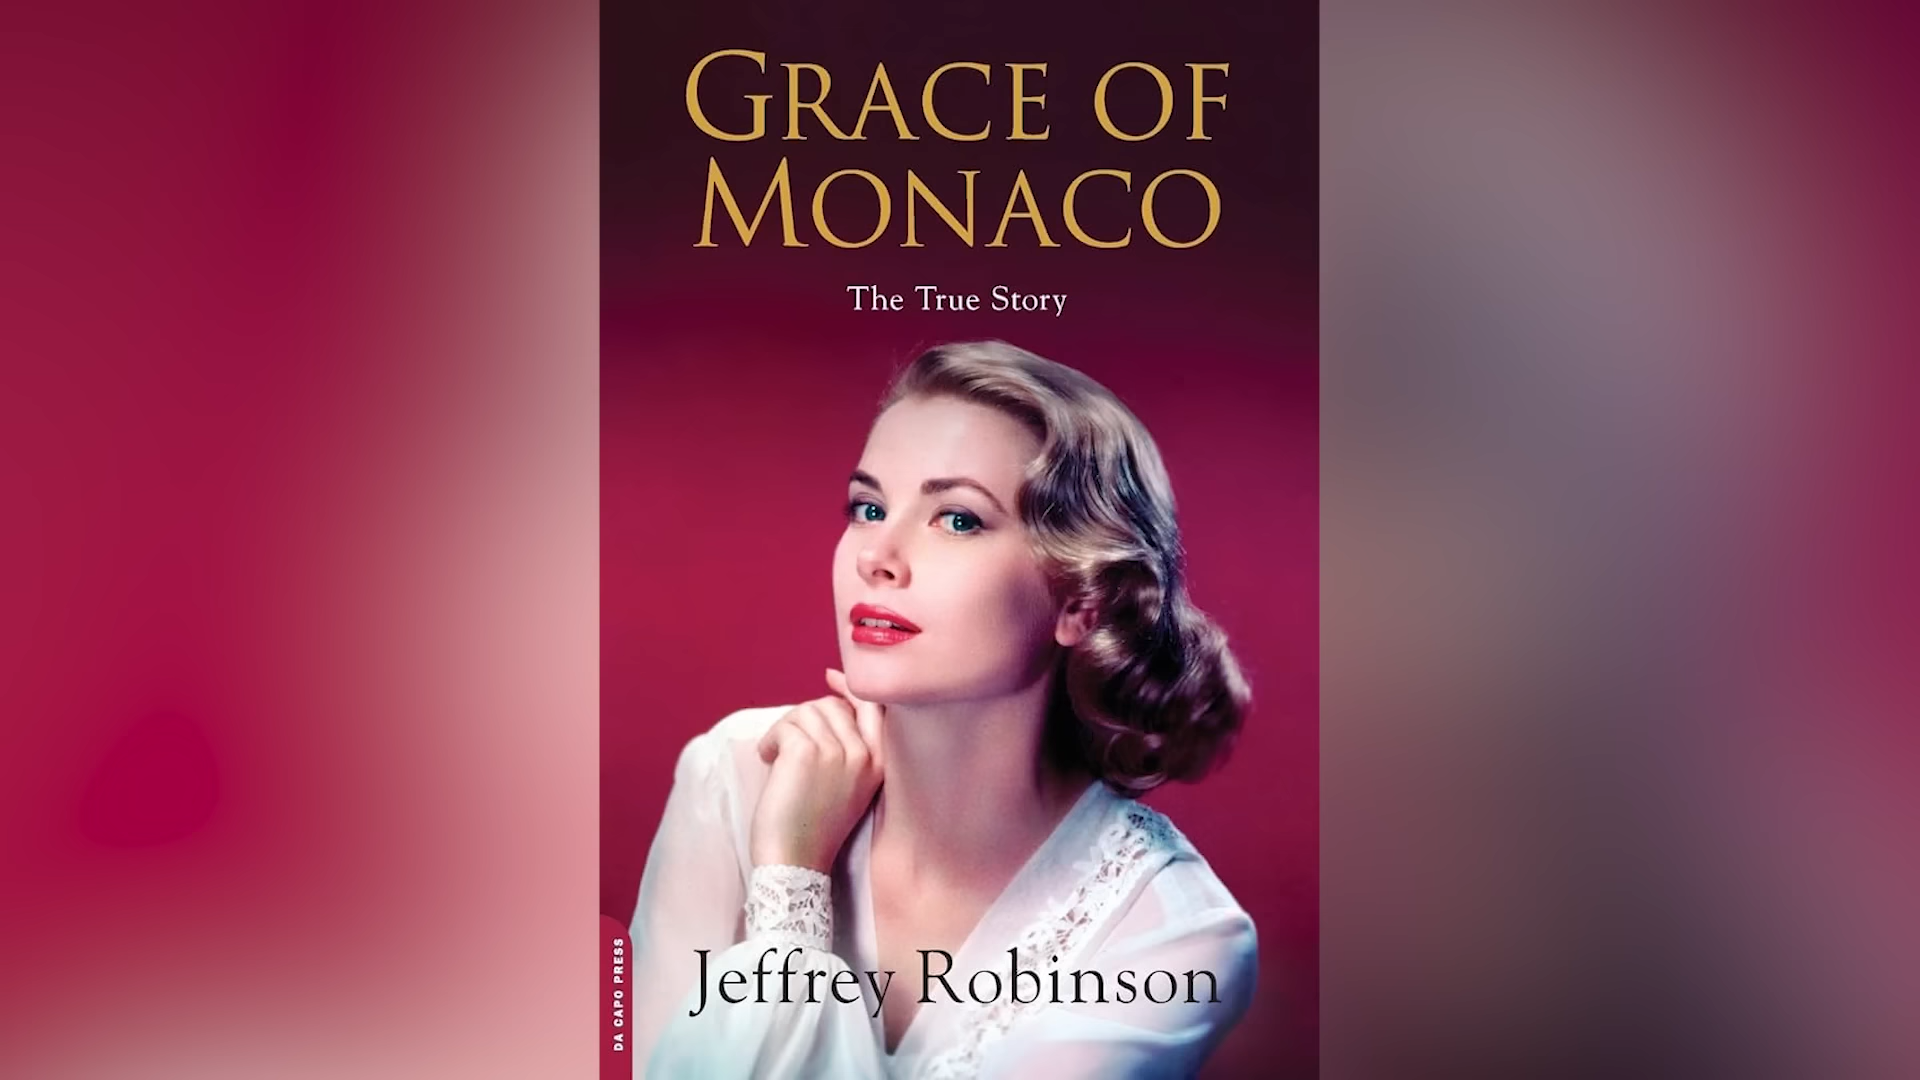 GRACE OF
MONACO
The True Story
Jeffrey Robinson
DA CAPO PRESS